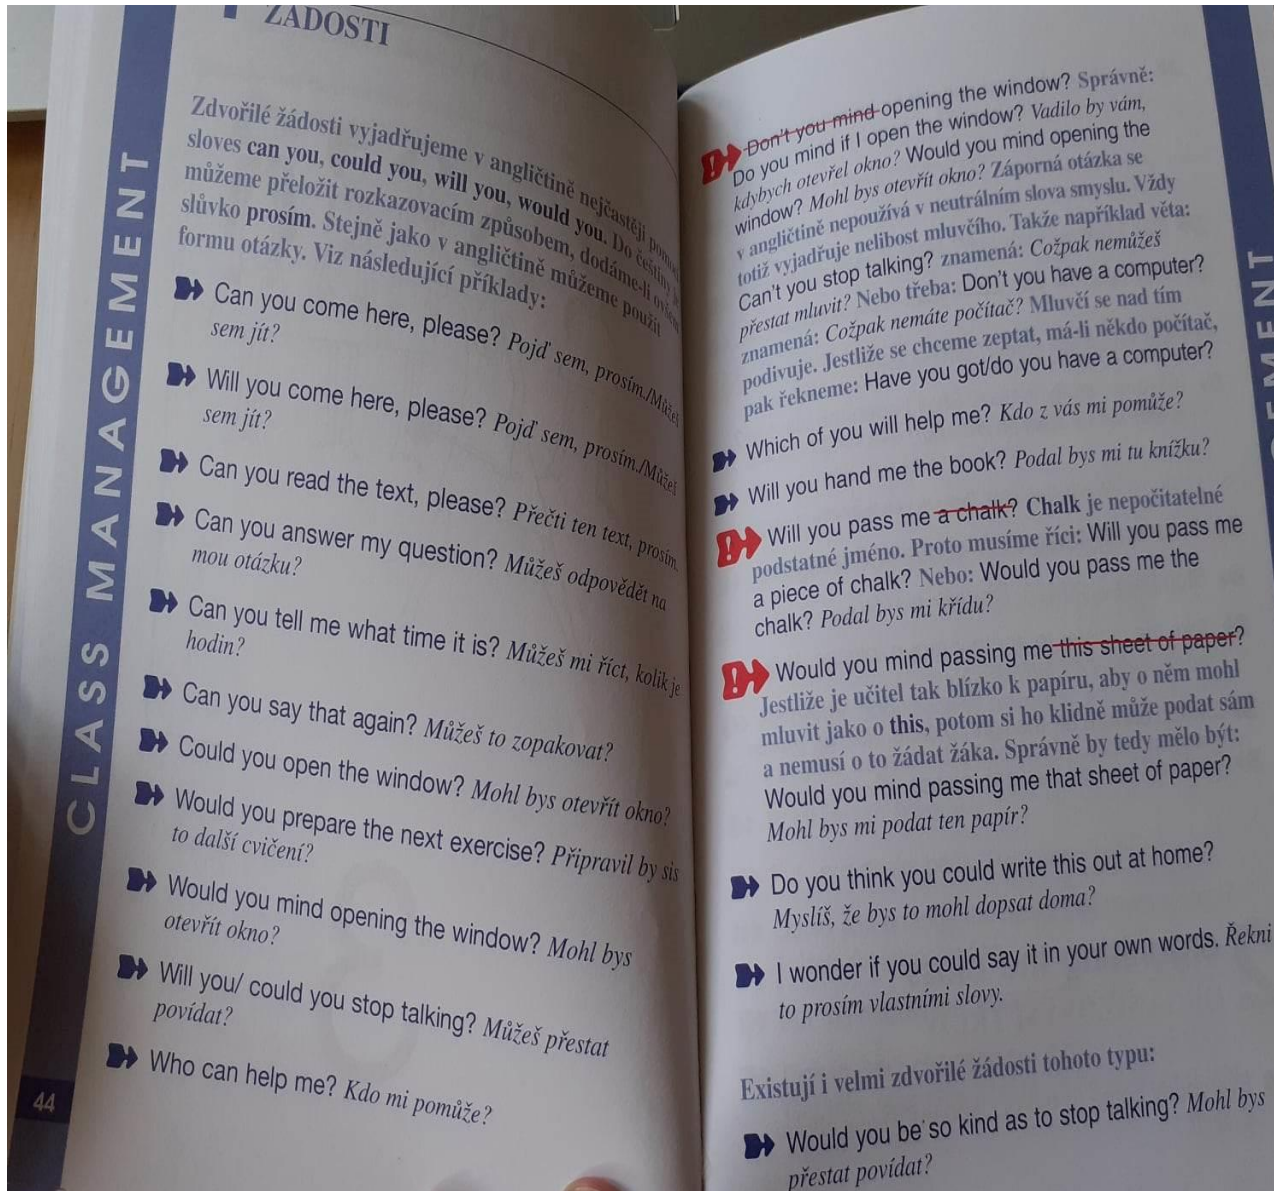 ŽÁDOSTI
Zdvořilé žádosti vyjadřujeme v angličtině nejčastěji
sloves can you, could you, will you, would you. Do češtiny je
můžeme přeložit rozkazovacím způsobem, dodáme-li ovšem
slůvko prosím. Stejně jako v angličtině můžeme použít
formu otázky. Viz následující příklady:
Can you come here, please? Pojď sem, prosím./Můžeš
sem jít?
Will you come here, please? Pojď sem, prosím./Můžeš
sem jít?
Can you read the text, please? Přečti ten text, prosím.
Can you answer my question? Můžeš odpovědět na
mou otázku?
Can you tell me what time it is? Můžeš mi říct, kolik je
hodin?
Can you say that again? Můžeš to zopakovat?
Could you open the window? Mohl bys otevřít okno?
Would you prepare the next exercise? Připravil by sis
to další cvičení?
Would you mind opening the window? Mohl bys
otevřít okno?
Will you/ could you stop talking? Můžeš přestat
povídat?
Who can help me? Kdo mi pomůže?
CLASS MANAGEMENT
44
Don't you mind opening the window? Správně:
Do you mind if I open the window? Vadilo by vám,
kdybych otevřel okno? Would you mind opening the
window? Mohl bys otevřít okno? Záporná otázka se
v angličtině nepoužívá v neutrálním slova smyslu. Vždy
totiž vyjadřuje nelibost mluvčího. Takže například věta:
Can't you stop talking? znamená: Cožpak nemůžeš
přestat mluvit? Nebo třeba: Don't you have a computer?
znamená: Cožpak nemáte počítač? Mluvčí se nad tím
podivuje. Jestliže se chceme zeptat, má-li někdo počítač,
pak řekneme: Have you got/do you have a computer?
Which of you will help me? Kdo z vás mi pomůže?
Will you hand me the book? Podal bys mi tu knížku?
Will you pass me a chalk? Chalk je nepočitatelné
podstatné jméno. Proto musíme říci: Will you pass me
a piece of chalk? Nebo: Would you pass me the
chalk? Podal bys mi křídu?
Would you mind passing me this sheet of paper?
Jestliže je učitel tak blízko k papíru, aby o něm mohl
mluvit jako o this, potom si ho klidně může podat sám
a nemusí o to žádat žáka. Správně by tedy mělo být:
Would you mind passing me that sheet of paper?
Mohl bys mi podat ten papír?
Do you think you could write this out at home?
Myslíš, že bys to mohl dopsat doma?
I wonder if you could say it in your own words. Řekni
to prosím vlastními slovy.
Existují i velmi zdvořilé žádosti tohoto typu:
Would you be so kind as to stop talking? Mohl bys
přestat povídat?